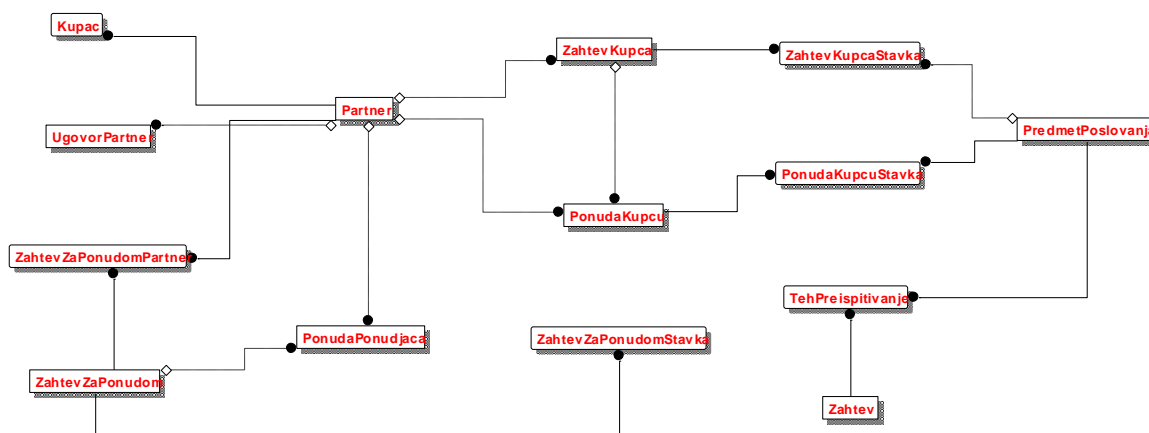 Kupac
ZahtevKupca
ZahtevKupcaStavka
Partner
UgovorPartner
PredmetPoslovanja
PonudaKupcuStavka
PonudaKupcu
ZahtevZaPonudomPartner
TehPreispitivanje
PonudaPonudjaca
ZahtevZaPonudomStavka
ZahtevZaPonudom
Zahtev